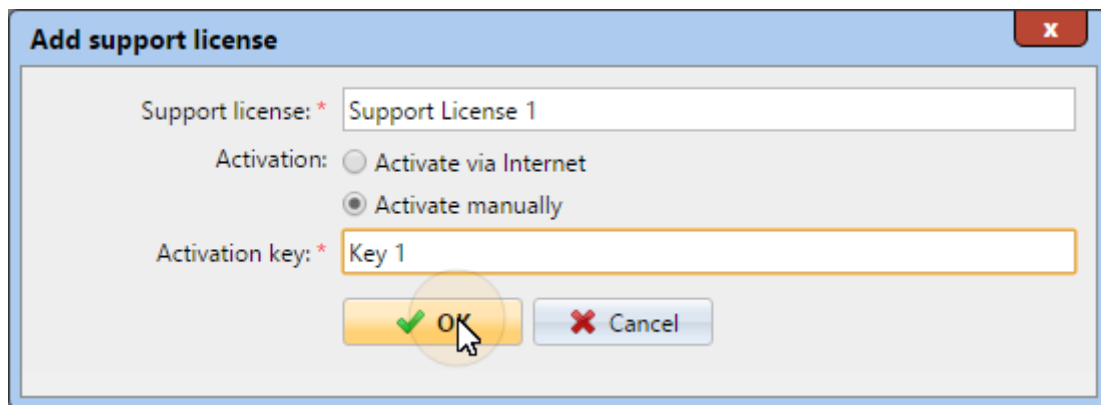 Add support license
x
Support license: * Support License 1
Activation: Activate via Internet
Activate manually
Activation key: * Key 1
OK Cancel